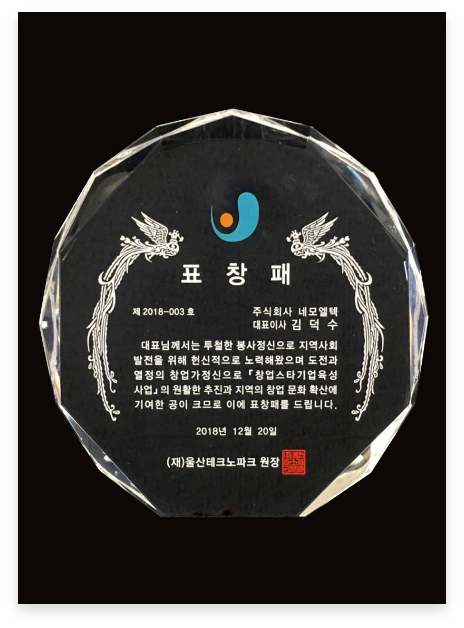 표 창 패
제 2018-003 호
주식회사 네모엘텍
대표이사 김 덕 수
대표님께서는 투철한 봉사정신으로 지역사회
발전을 위해 헌신적으로 노력해왔으며 도전과
열정의 창업가정신으로 『창업스타기업육성
사업』의 원활한 추진과 지역의 창업 문화 확산에
기여한 공이 크므로 이에 표창패를 드립니다.
2018년 12월 20일
(재)울산테크노파크 원장